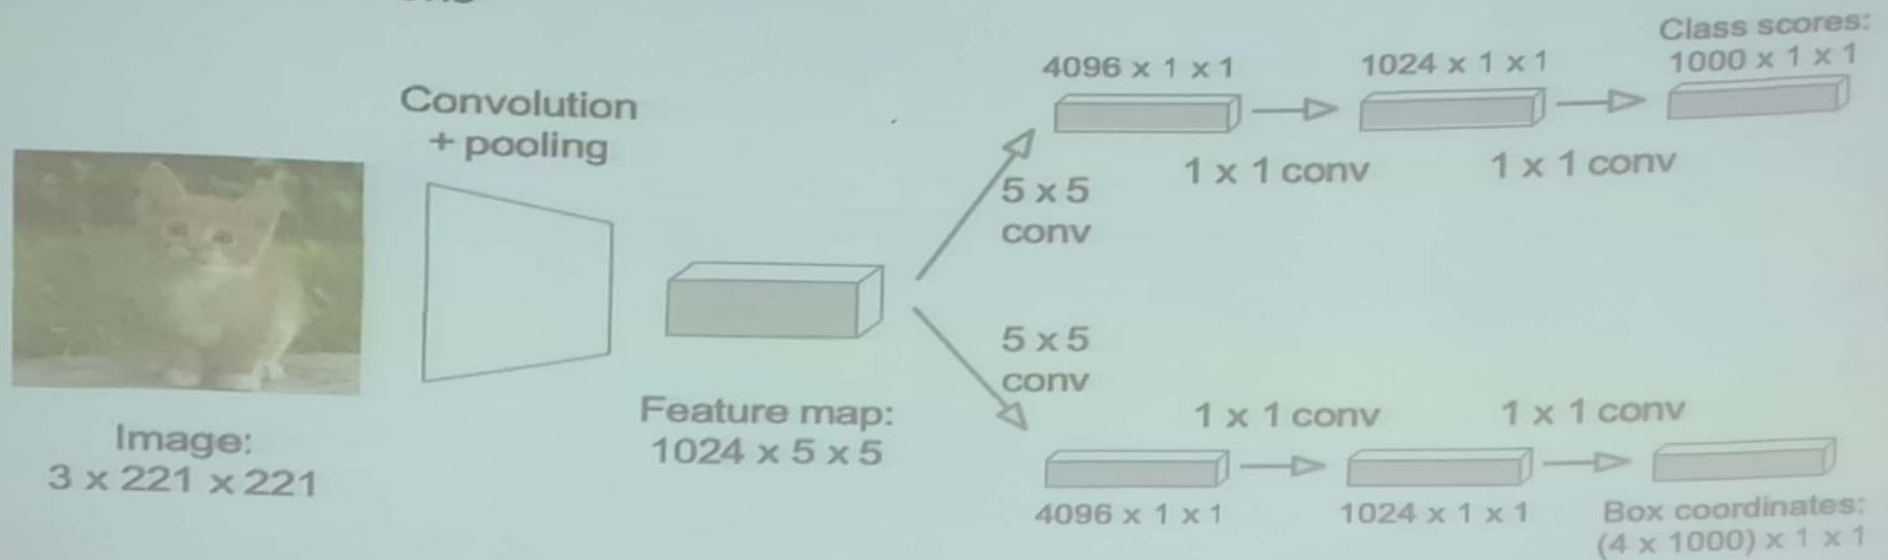 Convolution
+ pooling
Image:
3 x 221 x 221
Feature map:
1024 x 5 x 5
5 x 5
conv
4096 x 1 x 1
1 x 1 conv
1024 x 1 x 1
1 x 1 conv
Class scores:
1000 x 1 x 1
5 x 5
conv
4096 x 1 x 1
1 x 1 conv
1024 x 1 x 1
1 x 1 conv
Box coordinates:
(4 x 1000) x 1 x 1